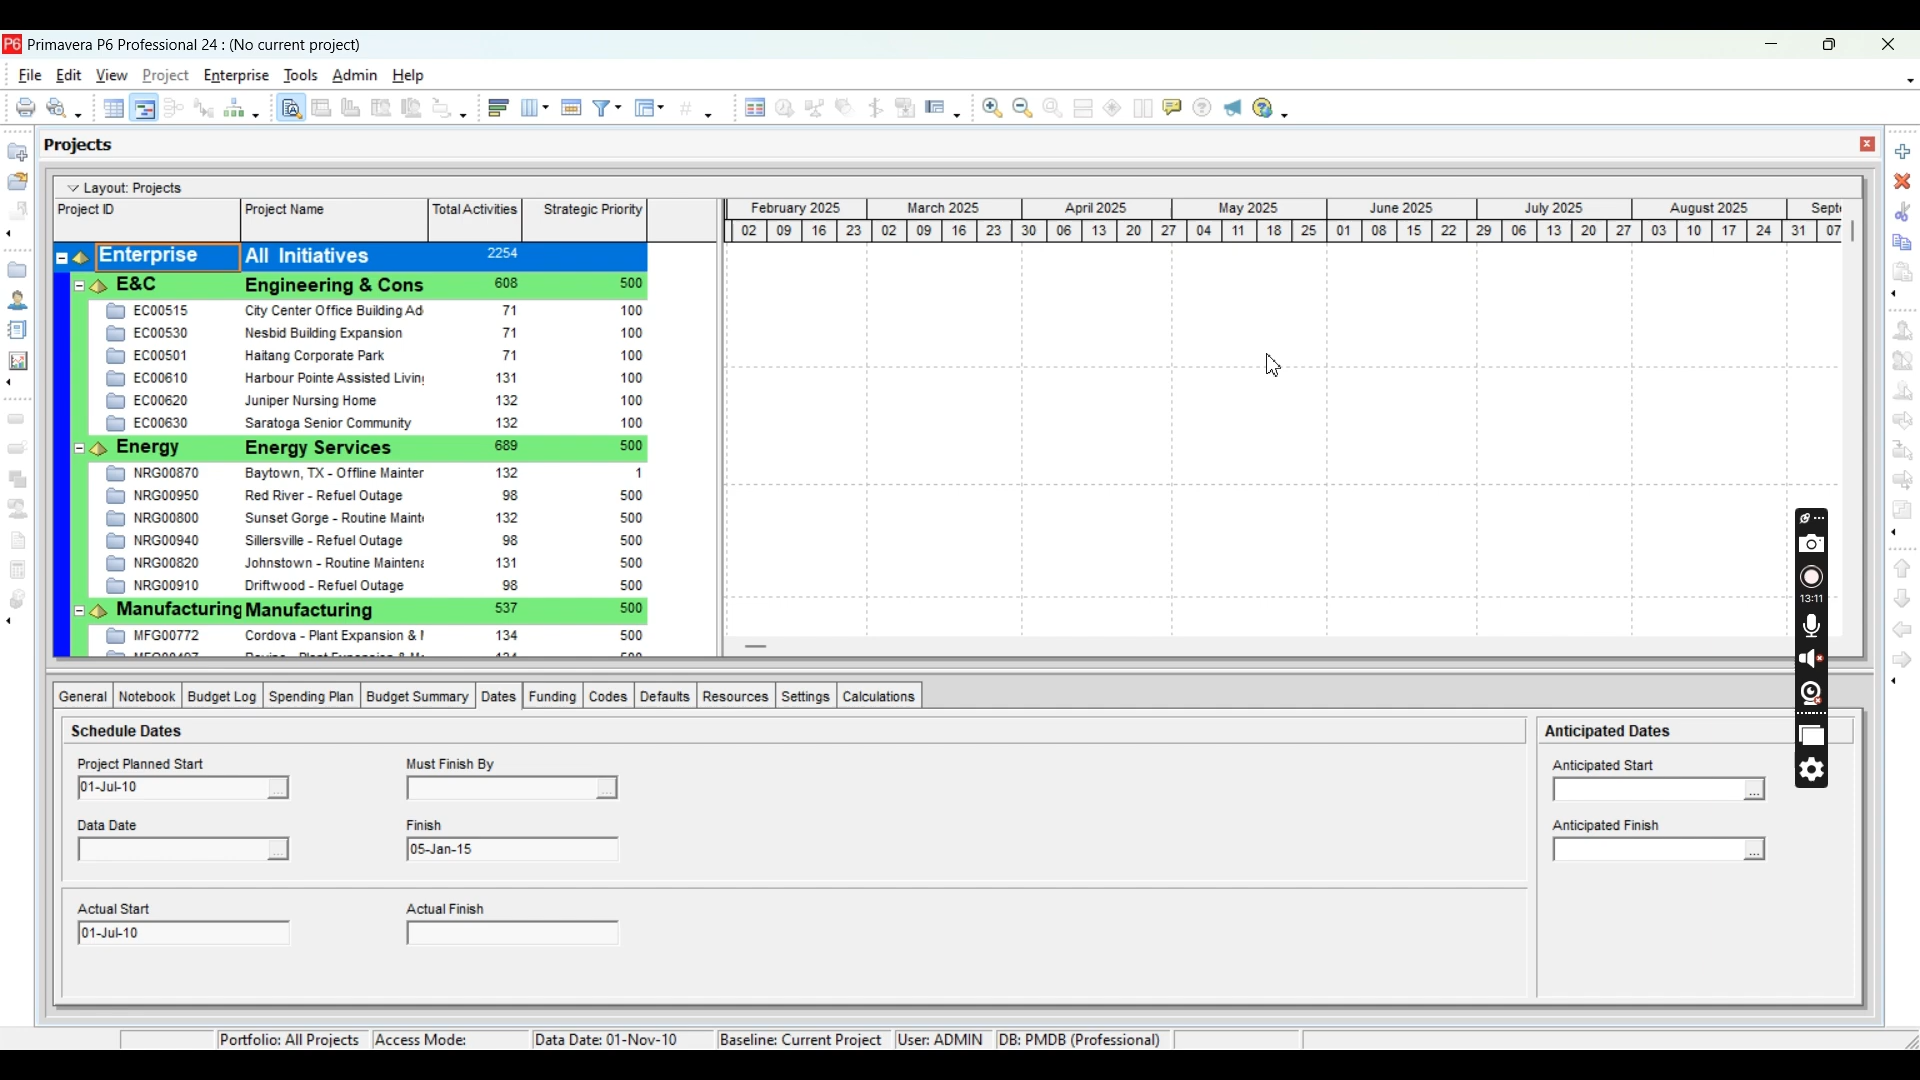 Primavera P6 Professional 24 : (No current project)
File Edit View Project Enterprise Tools Admin Help
Projects
Layout: Projects
Project ID Project Name Total Activities Strategic Priority
February 2025 March 2025 April 2025 May 2025 June 2025 July 2025 August 2025 Septe
02 09 16 23 02 09 16 23 30 06 13 20 27 04 11 18 25 01 08 15 22 29 06 13 20 27 03 10 17 24 31 07
Enterprise All Initiatives 2254
E&C Engineering & Cons 608 500
EC00515 City Center Office Building Ad 71 100
EC00530 Nesbid Building Expansion 71 100
EC00501 Haitang Corporate Park 71 100
EC00610 Harbour Pointe Assisted Living 131 100
EC00620 Juniper Nursing Home 132 100
EC00630 Saratoga Senior Community 132 100
Energy Energy Services 689 500
NRG00870 Baytown, TX - Offline Mainter 132 1
NRG00950 Red River - Refuel Outage 98 500
NRG00800 Sunset Gorge - Routine Maint 132 500
NRG00940 Sillersville - Refuel Outage 98 500
NRG00820 Johnstown - Routine Maintena 131 500
NRG00910 Driftwood - Refuel Outage 98 500
Manufacturing Manufacturing 537 500
MFG00772 Cordova - Plant Expansion & 134 500
13:11
General Notebook Budget Log Spending Plan Budget Summary Dates Funding Codes Defaults Resources Settings Calculations
Schedule Dates Anticipated Dates
Project Planned Start Must Finish By Anticipated Start
01-Jul-10
Data Date Finish Anticipated Finish
05-Jan-15
Actual Start Actual Finish
01-Jul-10
Portfolio: All Projects Access Mode: Data Date: 01-Nov-10 Baseline: Current Project User: ADMIN DB: PMDB (Professional)